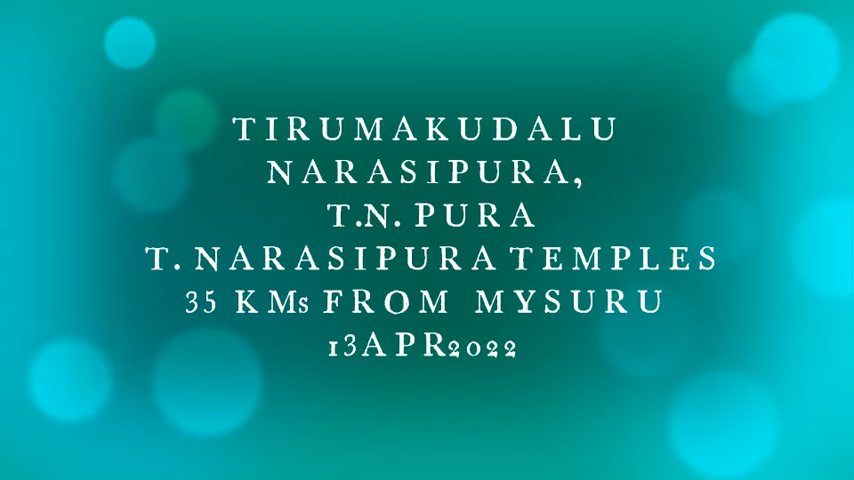 TIRUMAKUDALU
NARASIPURA,
T.N. PURA
T. NARASIPURA TEMPLES
35 KMs FROM MYSURU
13APR2022